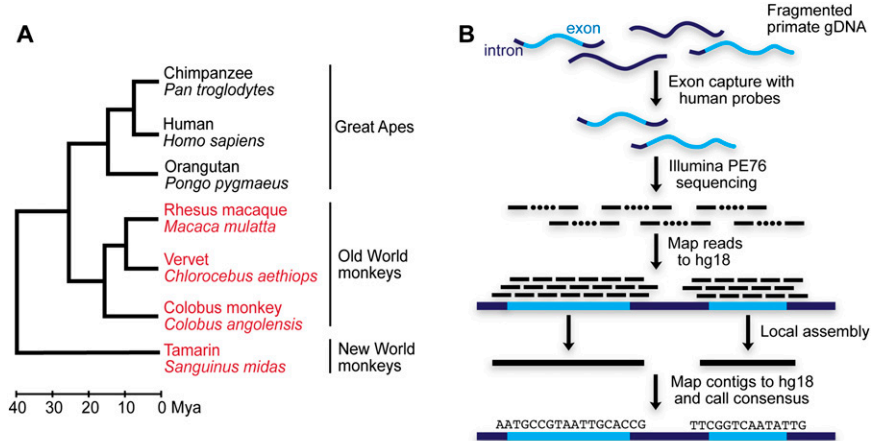 A
Chimpanzee
Pan troglodytes
Human
Homo sapiens
Orangutan
Pongo pygmaeus
Great Apes
Rhesus macaque
Macaca mulatta
Vervet
Chlorocebus aethiops
Colobus monkey
Colobus angolensis
Old World
monkeys
Tamarin
Sanguinus midas
New World
monkeys
40 30 20 10 0 Mya
B
Fragmented
primate gDNA
exon
intron
Exon capture with
human probes
Illumina PE76
sequencing
Map reads
to hg18
Local assembly
Map contigs to hg18
and call consensus
AATGCCGTAATTGCACCG TTCGGTCAATATTG